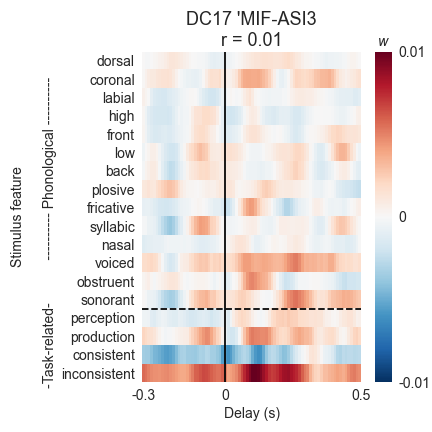 DC17 'MIF-ASI3
r = 0.01
w
dorsal
coronal
labial
high
front
low
back
plosive
fricative
syllabic
nasal
voiced
obstruent
sonorant
perception
production
consistent
inconsistent
Stimulus feature
----------- Phonological ----------
-Task-related-
0.01
0
-0.01
-0.3
0
0.5
Delay (s)